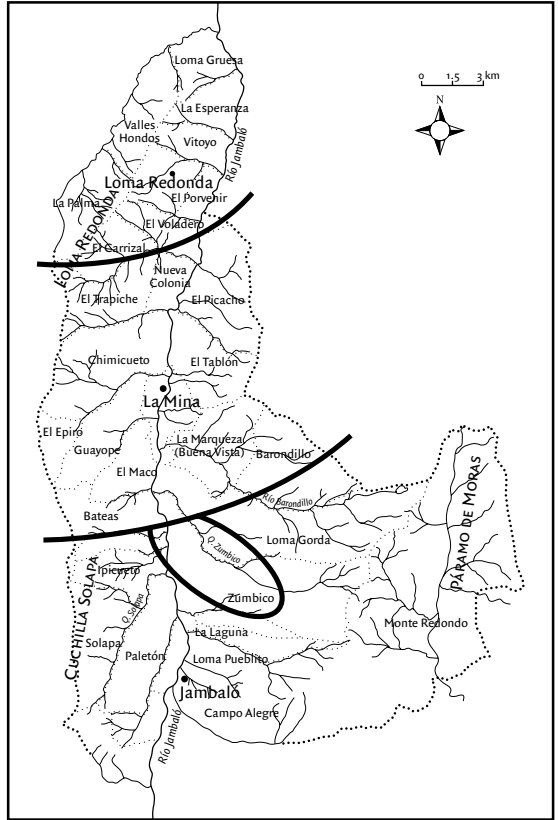 Loma Gruesa
0 1.5 3 km
N
La Esperanza
Valles
Hondos
Vitoyo
Río Jambaló
Loma Redonda
La Palma
El Porvenir
LOMA REDONDA
El Voladero
El Carrizal
Nueva
Colonia
El Trapiche
El Picacho
Chimicueto
El Tablón
La Mina
El Epiro
Guayope
La Marqueza
(Buena Vista)
Barondillo
El Maco
Río Barondillo
Bateas
PÁRAMO DE MORAS
Q. Zumbico
Loma Gorda
Ipicueto
CUCHILLA SOLAPA
Q. Solapa
Zumbico
Monte Redondo
La Laguna
Solapa
Paletón
Loma Pueblito
Jambaló
Campo Alegre
Río Jambaló